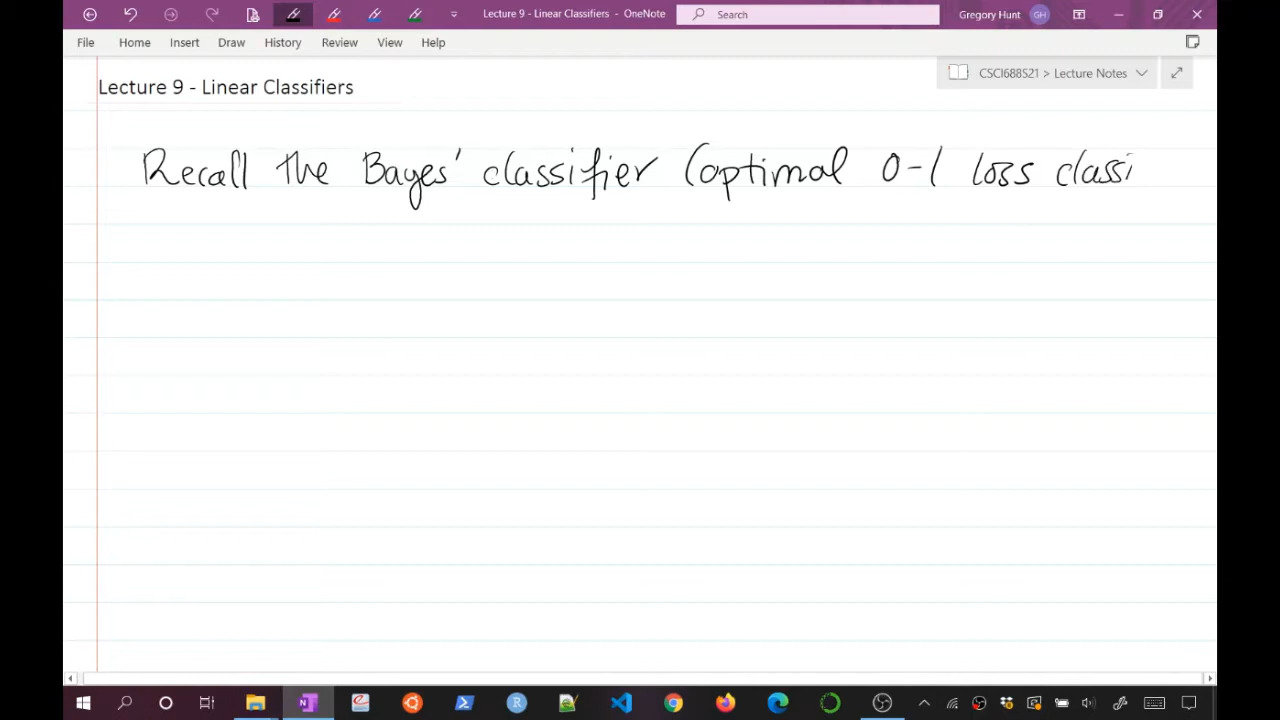 Lecture 9 - Linear Classifiers - OneNote
Search
Gregory Hunt
GH
File Home Insert Draw History Review View Help
CSCI688S21 > Lecture Notes
Lecture 9 - Linear Classifiers
Recall the Bayes' classifier (optimal 0-1 loss classi